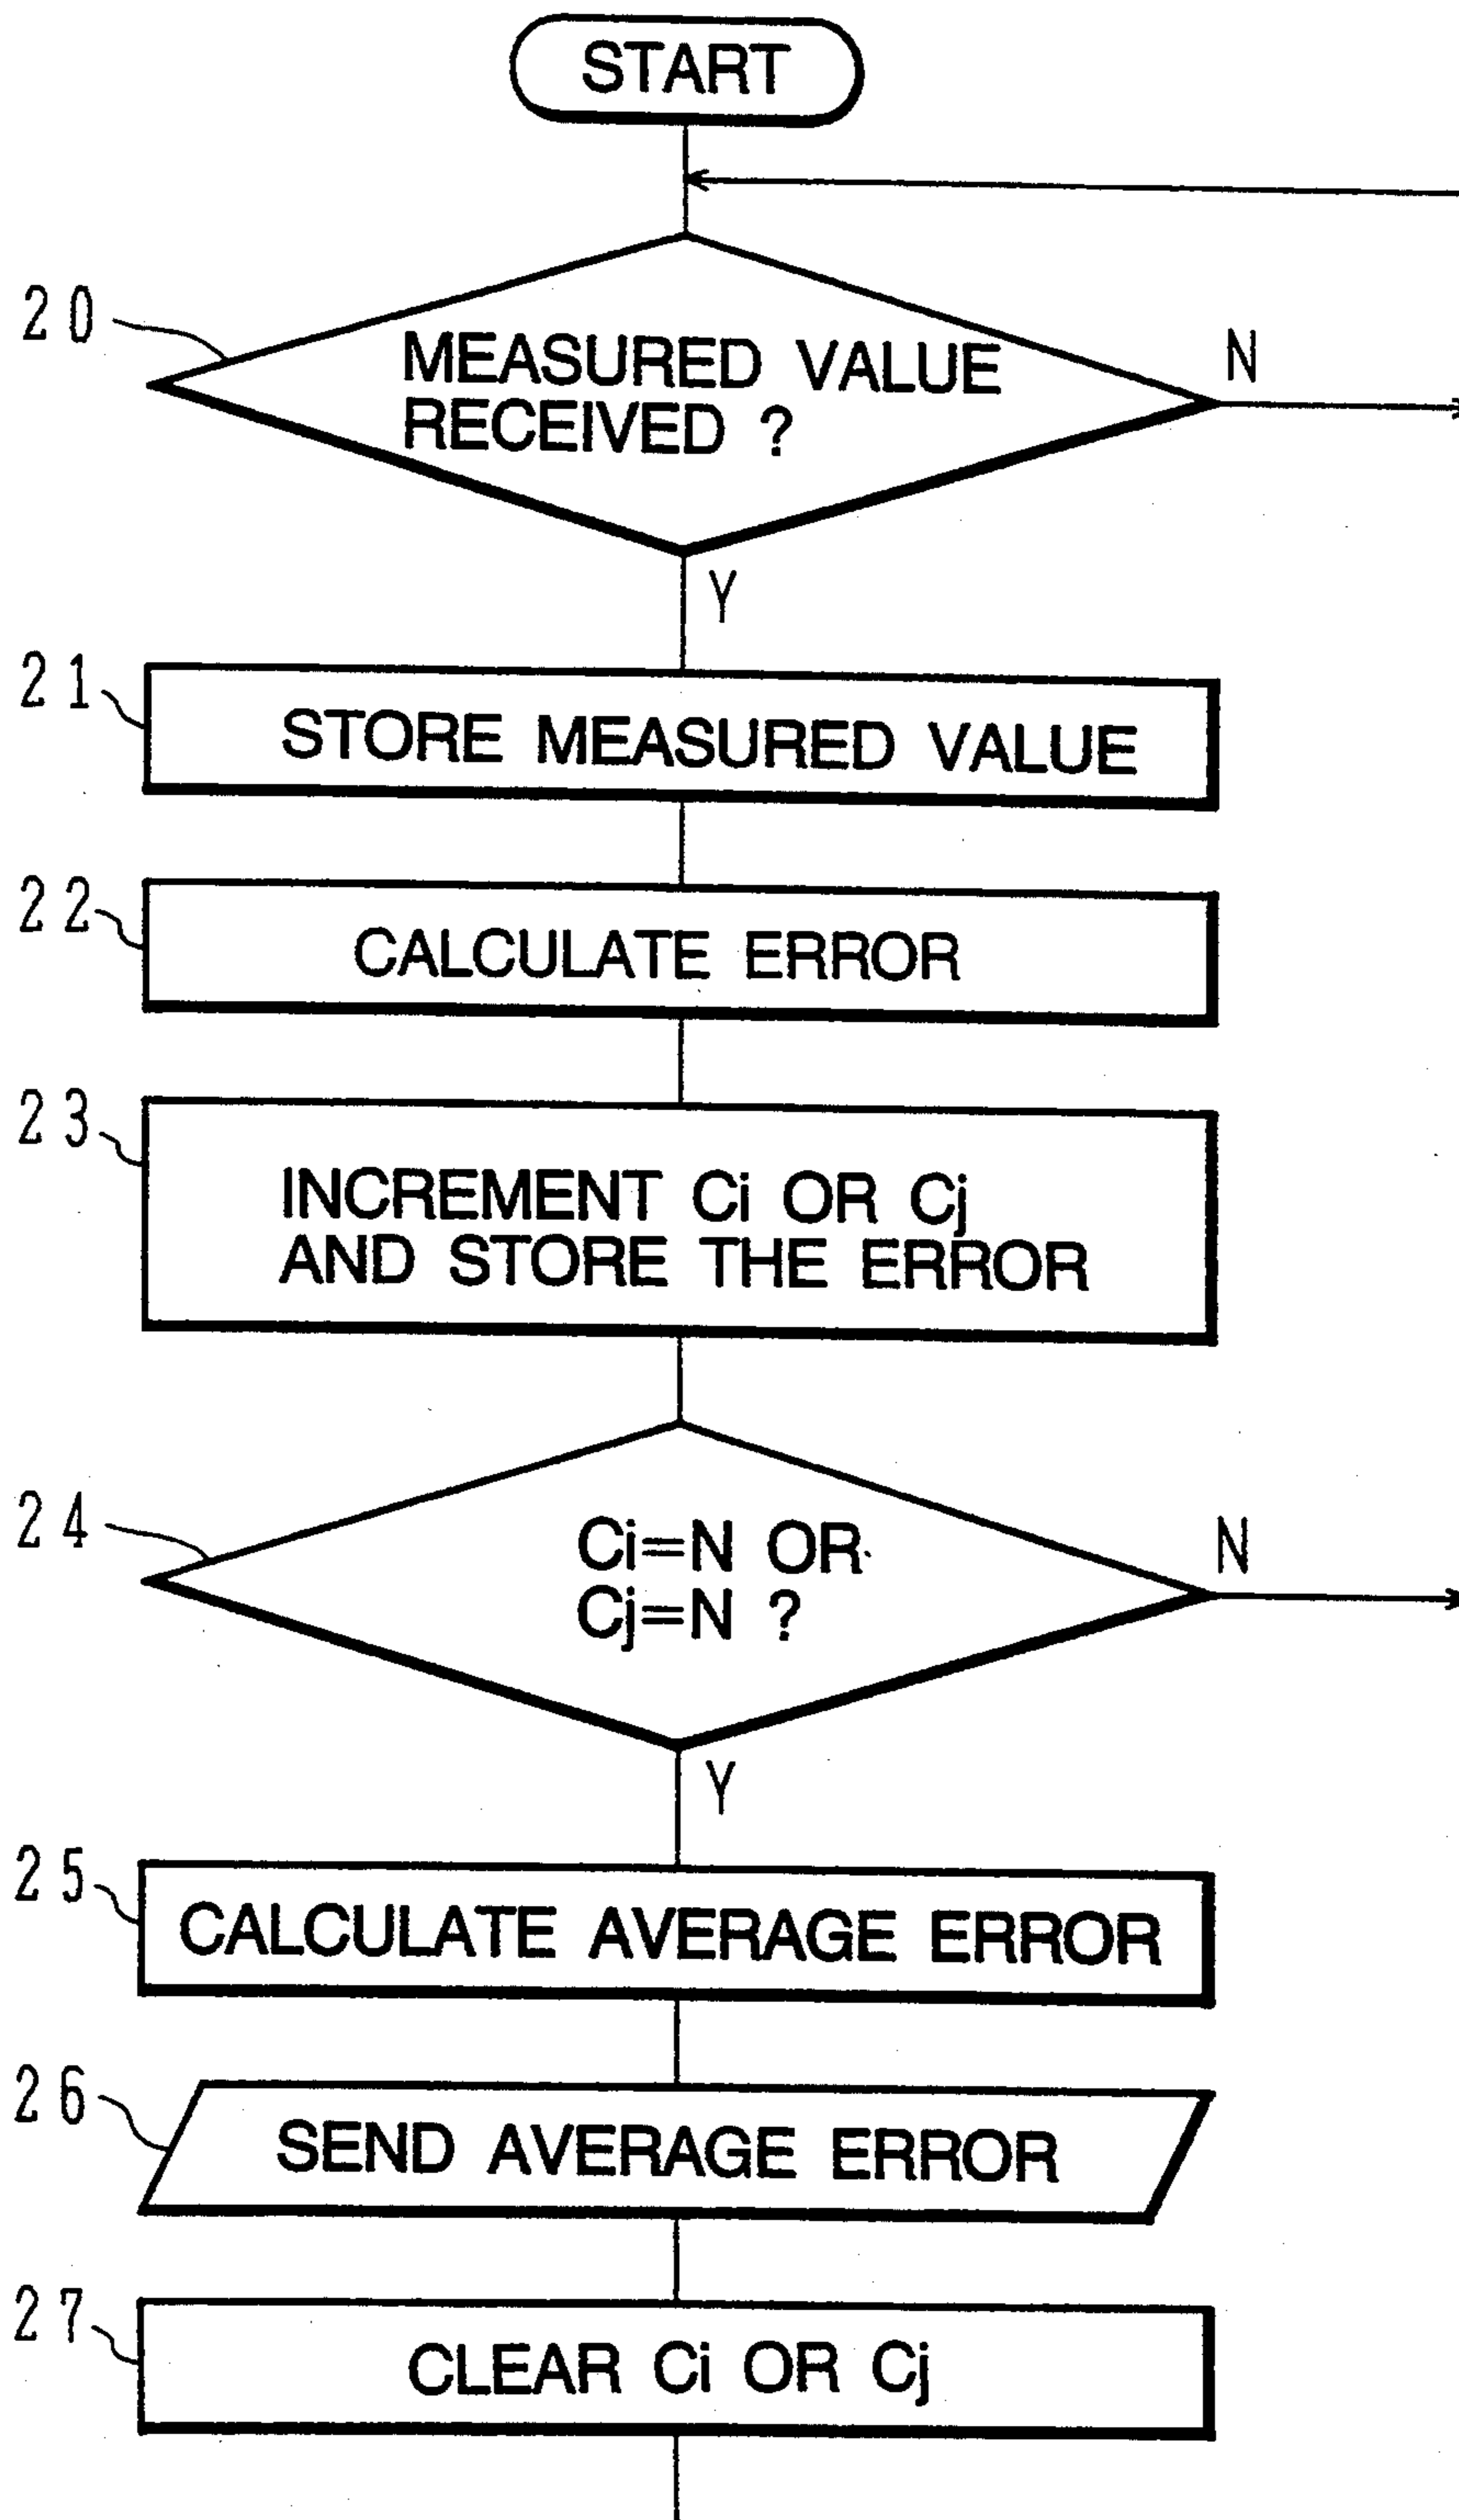 START
20
MEASURED VALUE
RECEIVED ?
N
Y
21
STORE MEASURED VALUE
22
CALCULATE ERROR
23
INCREMENT Ci OR Cj
AND STORE THE ERROR
24
Ci=N OR
Cj=N ?
N
Y
25
CALCULATE AVERAGE ERROR
26
SEND AVERAGE ERROR
27
CLEAR Ci OR Cj